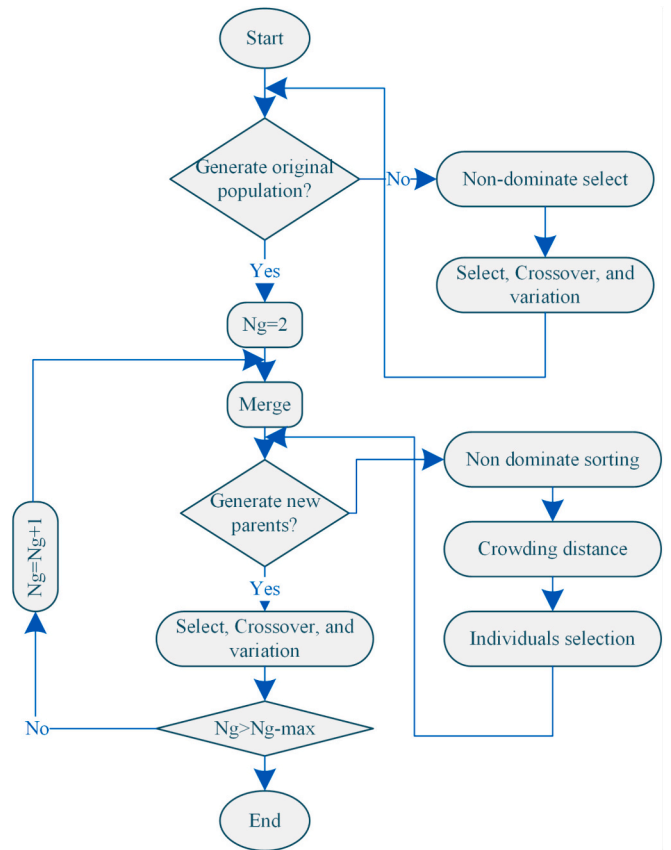 Start
Generate original
population?
No
Non-dominate select
Select, Crossover, and
variation
Yes
Ng=2
Merge
Generate new
parents?
Non dominate sorting
Crowding distance
Individuals selection
Yes
Select, Crossover, and
variation
Ng>Ng-max
No
Ng=Ng+1
End